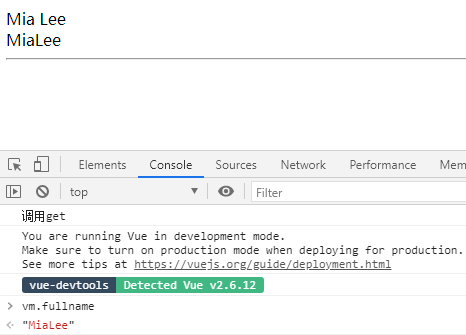 Mia Lee
MiaLee
Elements Console Sources Network Performance Mem
top Filter
调用get
You are running Vue in development mode.
Make sure to turn on production mode when deploying for production.
See more tips at https://vuejs.org/guide/deployment.html
vue-devtools Detected Vue v2.6.12
> vm.fullname
"MiaLee"